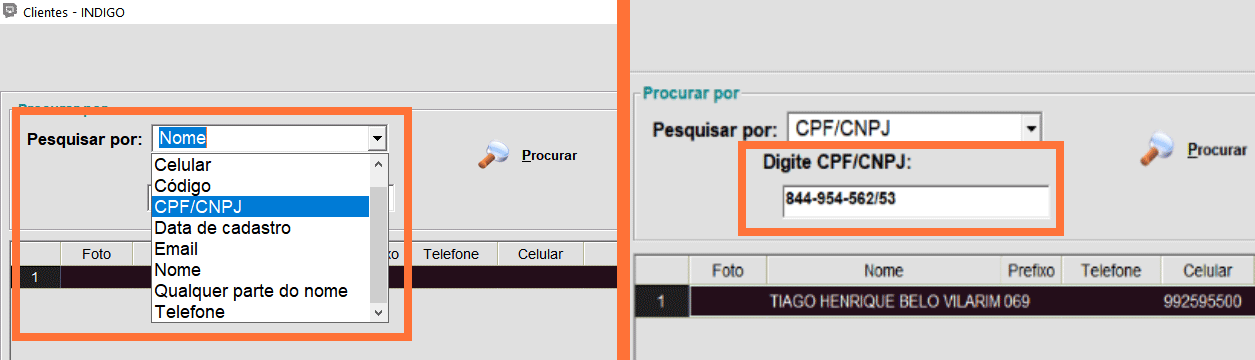 Clientes - INDIGO
Procurar por
Pesquisar por: Nome
Celular
Código
CPF/CNPJ
Data de cadastro
Email
Nome
Qualquer parte do nome
Telefone
Procurar
Foto xo Telefone Celular
1
Procurar por
Pesquisar por: CPF/CNPJ
Digite CPF/CNPJ:
844-954-562/53
Procurar
Foto Nome Prefixo Telefone Celular
1 TIAGO HENRIQUE BELO VILARIM 069 992595500